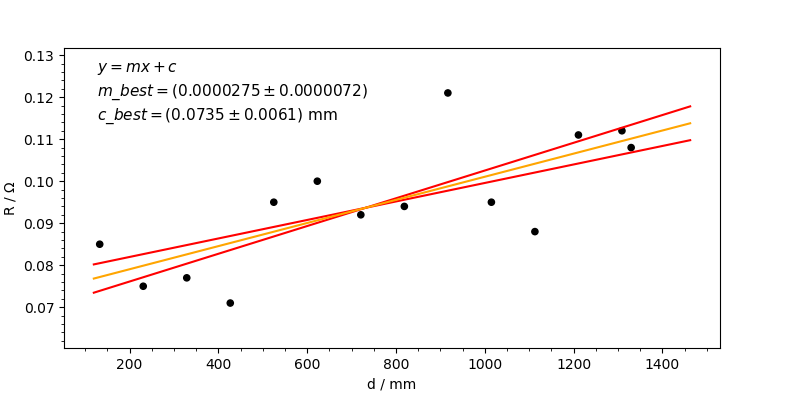 y = mx + c
m_best = (0.0000275 ± 0.0000072)
c_best = (0.0735 ± 0.0061) mm
0.13
0.12
0.11
0.10
0.09
0.08
0.07
R / Ω
200 400 600 800 1000 1200 1400
d / mm